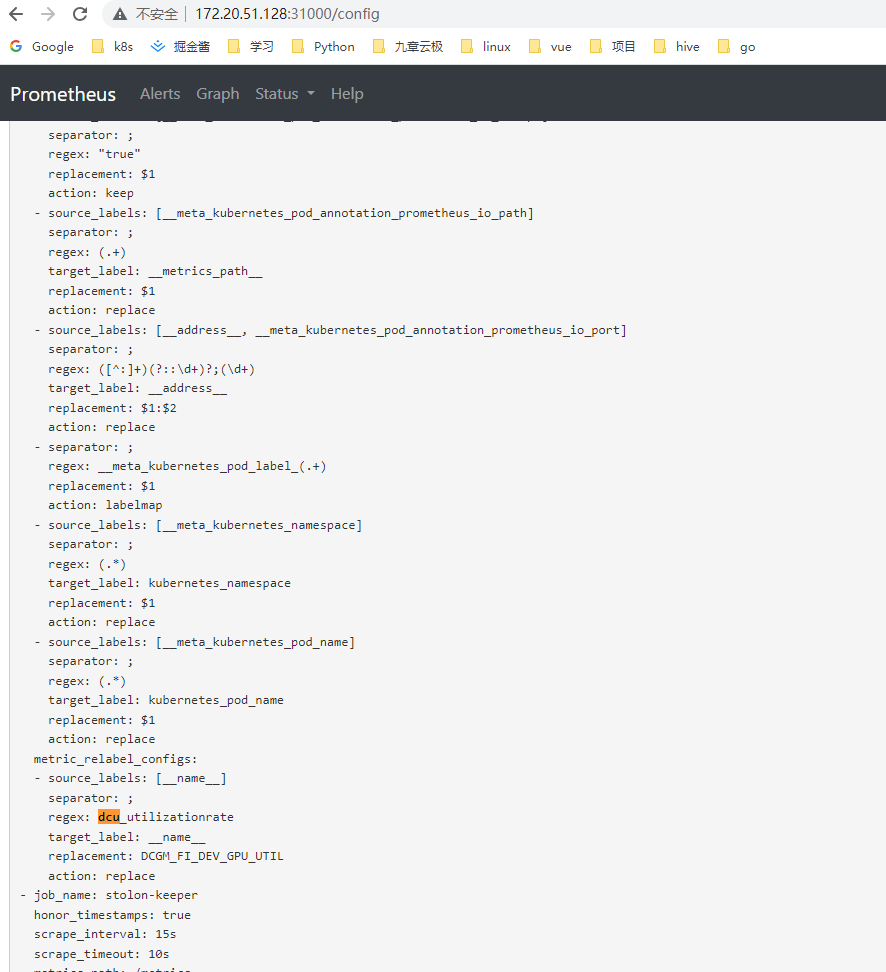 不安全 172.20.51.128:31000/config
Google k8s 掘金酱 学习 Python 九章云极 linux vue 项目 hive go
Prometheus Alerts Graph Status Help
separator: ;
regex: "true"
replacement: $1
action: keep
- source_labels: [__meta_kubernetes_pod_annotation_prometheus_io_path]
separator: ;
regex: (.+)
target_label: __metrics_path__
replacement: $1
action: replace
- source_labels: [__address__, __meta_kubernetes_pod_annotation_prometheus_io_port]
separator: ;
regex: ([^:]+)(?::\d+)?;(\d+)
target_label: __address__
replacement: $1:$2
action: replace
- separator: ;
regex: __meta_kubernetes_pod_label_(.+)
replacement: $1
action: labelmap
- source_labels: [__meta_kubernetes_namespace]
separator: ;
regex: (.*)
target_label: kubernetes_namespace
replacement: $1
action: replace
- source_labels: [__meta_kubernetes_pod_name]
separator: ;
regex: (.*)
target_label: kubernetes_pod_name
replacement: $1
action: replace
metric_relabel_configs:
- source_labels: [__name__]
separator: ;
regex: dcu_utilizationrate
target_label: __name__
replacement: DCGM_FI_DEV_GPU_UTIL
action: replace
- job_name: stolon-keeper
honor_timestamps: true
scrape_interval: 15s
scrape_timeout: 10s